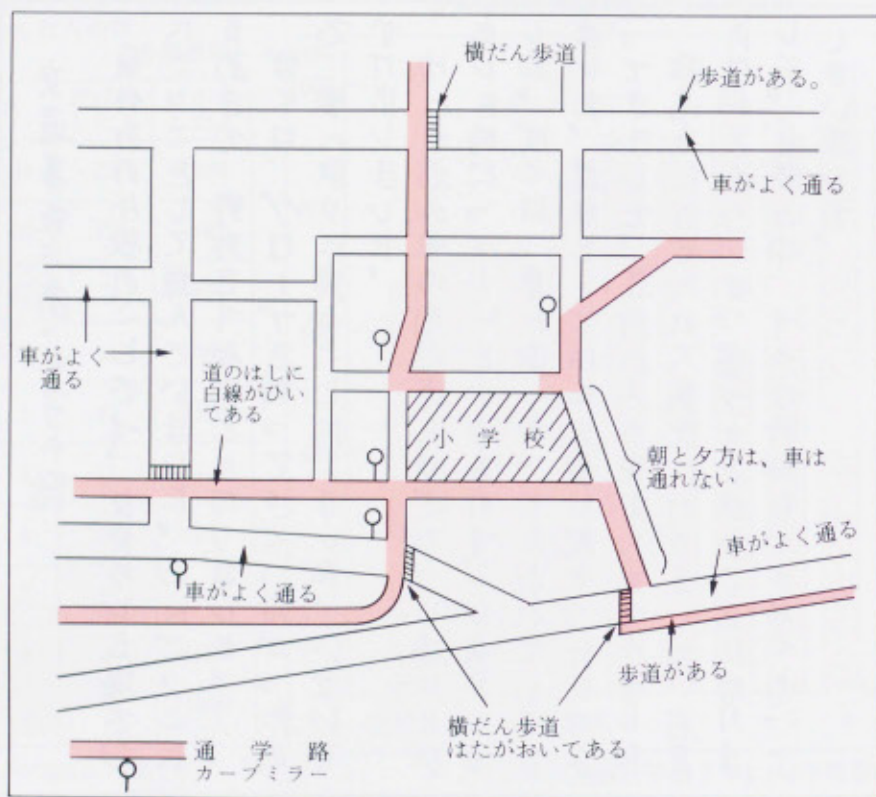 横だん歩道
歩道がある。
車がよく通る
車がよく
通る
道のはしに
白線がひい
てある
小学校
朝と夕方は、車は
通れない
車がよく通る
車がよく通る
歩道がある
横だん歩道
はたがおいてある
通学路
カーブミラー